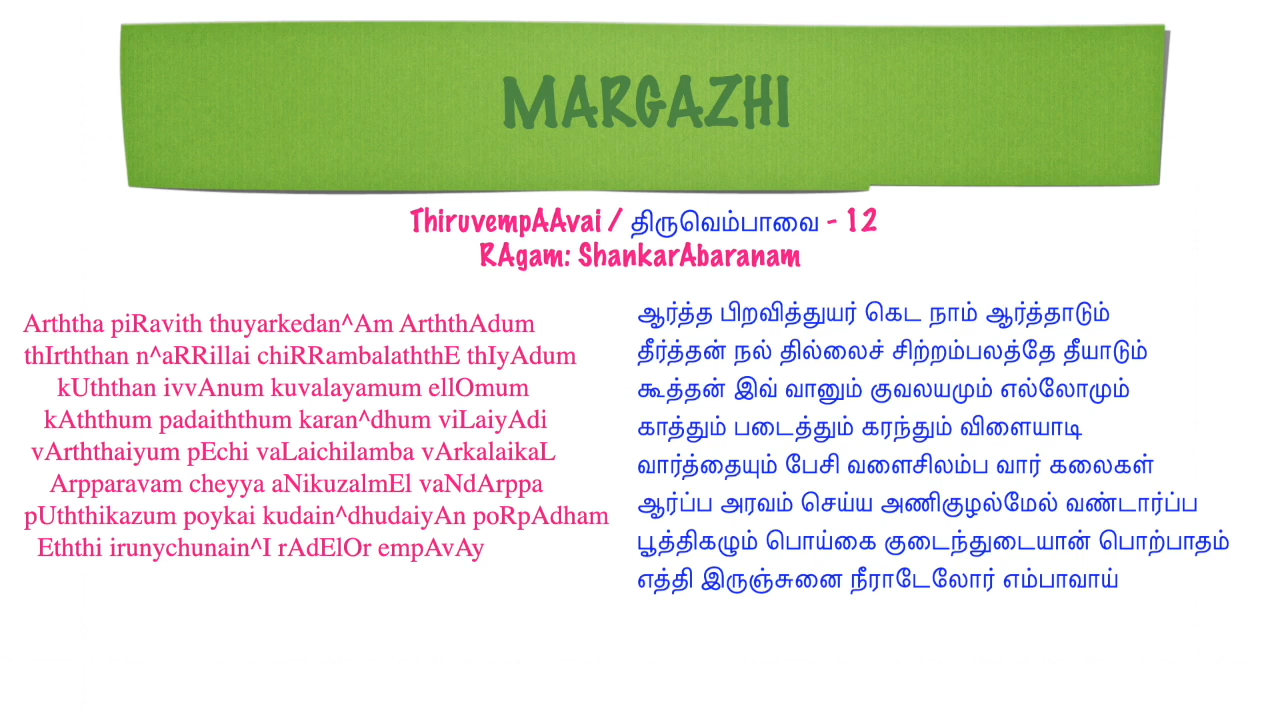 MARGAZHI
ThiruvempAAvai / திருவெம்பாவை - 12
RAgam: ShankarAbaranam
Arththa piRavith thuyarkedan^Am ArththAdum
thIrththan n^aRRillai chiRRambalaththE thIyAdum
kUththan ivvAnum kuvalayamum ellOmum
kAththum padaiththum karan^dhum viLaiyAdi
vArththaiyum pEchi vaLaichilamba vArkalaikaL
Arpparavam cheyya aNikuzalmEl vaNdArppa
pUththikazum poykai kudain^dhudaiyAn poRpAdham
Eththi irunychunain^I rAdElOr empAvAy
ஆர்த்த பிறவித்துயர் கெட நாம் ஆர்த்தாடும்
தீர்த்தன் நல் தில்லைச் சிற்றம்பலத்தே தீயாடும்
கூத்தன் இவ் வானும் குவலயமும் எல்லோமும்
காத்தும் படைத்தும் கரந்தும் விளையாடி
வார்த்தையும் பேசி வளைசிலம்ப வார் கலைகள்
ஆர்ப்ப அரவம் செய்ய அணிகுழல்மேல் வண்டார்ப்ப
பூத்திகழும் பொய்கை குடைந்துடையான் பொற்பாதம்
எத்தி இருஞ்சுனை நீராடேலோர் எம்பாவாய்